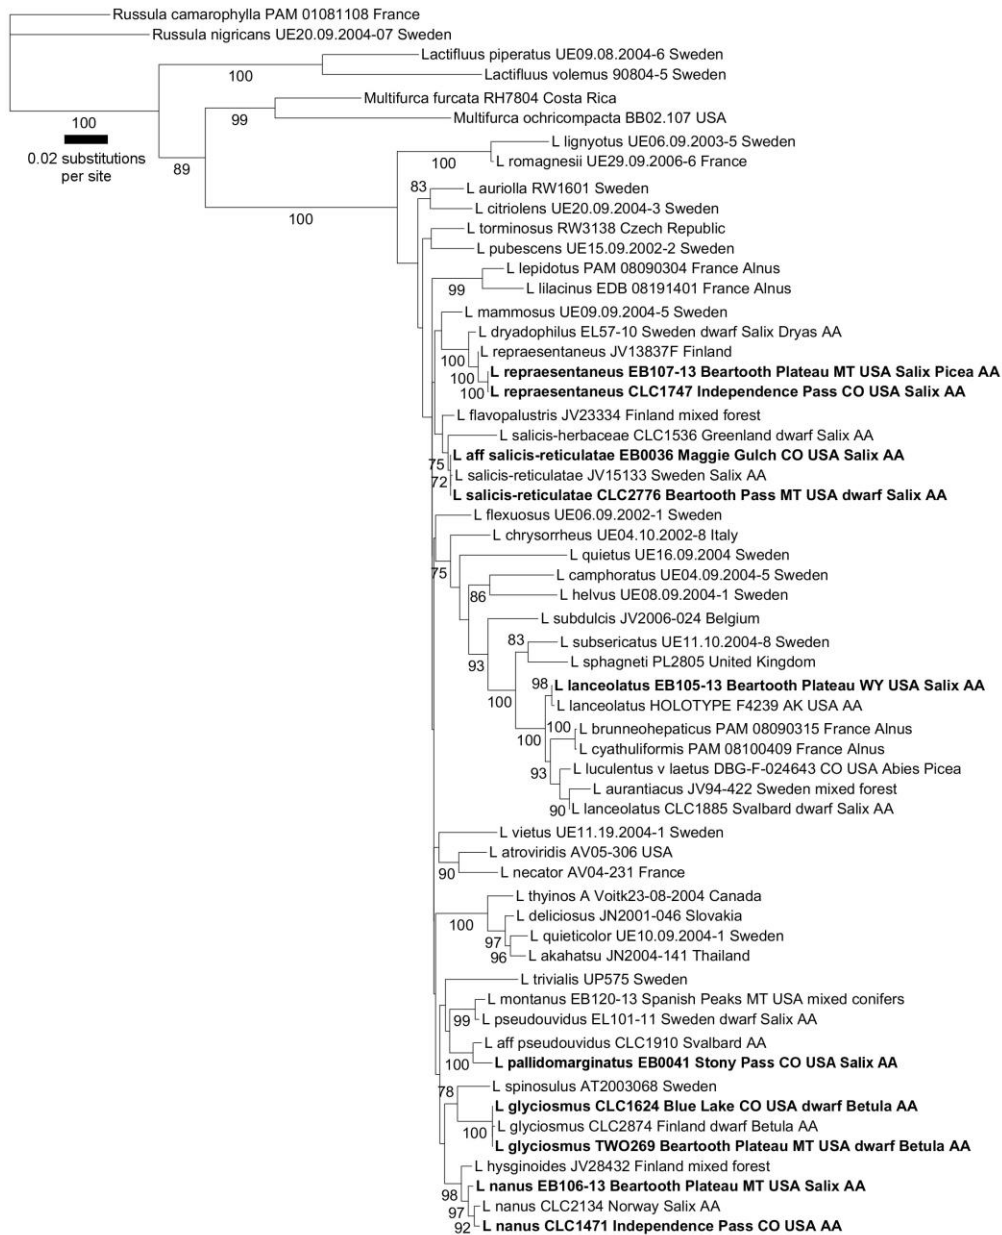 Russula camarophylla PAM 01081108 France
Russula nigricans UE20.09.2004-07 Sweden
Lactifluus piperatus UE09.08.2004-6 Sweden
100
Lactifluus volemus 90804-5 Sweden
Multifurca furcata RH7804 Costa Rica
99
Multifurca ochricompacta BB02.107 USA
100
0.02 substitutions
per site
L lignyotus UE06.09.2003-5 Sweden
100
L romagnesii UE29.09.2006-6 France
89
83
L auriolla RW1601 Sweden
L citriolens UE20.09.2004-3 Sweden
100
L torminosus RW3138 Czech Republic
L pubescens UE15.09.2002-2 Sweden
L lepidotus PAM 08090304 France Alnus
99
L lilacinus EDB 08191401 France Alnus
L mammosus UE09.09.2004-5 Sweden
L dryadophilus EL57-10 Sweden dwarf Salix Dryas AA
L repraesentaneus JV13837F Finland
100
L repraesentaneus EB107-13 Beartooth Plateau MT USA Salix Picea AA
100
L repraesentaneus CLC1747 Independence Pass CO USA Salix AA
100
L flavopalustris JV23334 Finland mixed forest
L salicis-herbaceae CLC1536 Greenland dwarf Salix AA
L aff salicis-reticulatae EB0036 Maggie Gulch CO USA Salix AA
75
L salicis-reticulatae JV15133 Sweden Salix AA
72
L salicis-reticulatae CLC2776 Beartooth Pass MT USA dwarf Salix AA
L flexuosus UE06.09.2002-1 Sweden
L chrysorrheus UE04.10.2002-8 Italy
L quietus UE16.09.2004 Sweden
75
L camphoratus UE04.09.2004-5 Sweden
86
L helvus UE08.09.2004-1 Sweden
L subdulcis JV2006-024 Belgium
83
L subsericatus UE11.10.2004-8 Sweden
93
L sphagneti PL2805 United Kingdom
98
L lanceolatus EB105-13 Beartooth Plateau WY USA Salix AA
100
L lanceolatus HOLOTYPE F4239 AK USA AA
100
L brunneohepaticus PAM 08090315 France Alnus
100
L cyathuliformis PAM 08100409 France Alnus
93
L luculentus v laetus DBG-F-024643 CO USA Abies Picea
L aurantiacus JV94-422 Sweden mixed forest
90
L lanceolatus CLC1885 Svalbard dwarf Salix AA
L vietus UE11.19.2004-1 Sweden
L atroviridis AV05-306 USA
90
L necator AV04-231 France
L thyinos A Voitk23-08-2004 Canada
100
L deliciosus JN2001-046 Slovakia
97
L quieticolor UE10.09.2004-1 Sweden
96
L akahatsu JN2004-141 Thailand
L trivialis UP575 Sweden
L montanus EB120-13 Spanish Peaks MT USA mixed conifers
99
L pseudouvidus EL101-11 Sweden dwarf Salix AA
L aff pseudouvidus CLC1910 Svalbard AA
100
L pallidomarginatus EB0041 Stony Pass CO USA Salix AA
78
L spinosulus AT2003068 Sweden
L glyciosmus CLC1624 Blue Lake CO USA dwarf Betula AA
L glyciosmus CLC2874 Finland dwarf Betula AA
100
L glyciosmus TWO269 Beartooth Plateau MT USA dwarf Betula AA
L hysginoides JV28432 Finland mixed forest
L nanus EB106-13 Beartooth Plateau MT USA Salix AA
98
L nanus CLC2134 Norway Salix AA
97
L nanus CLC1471 Independence Pass CO USA AA
92